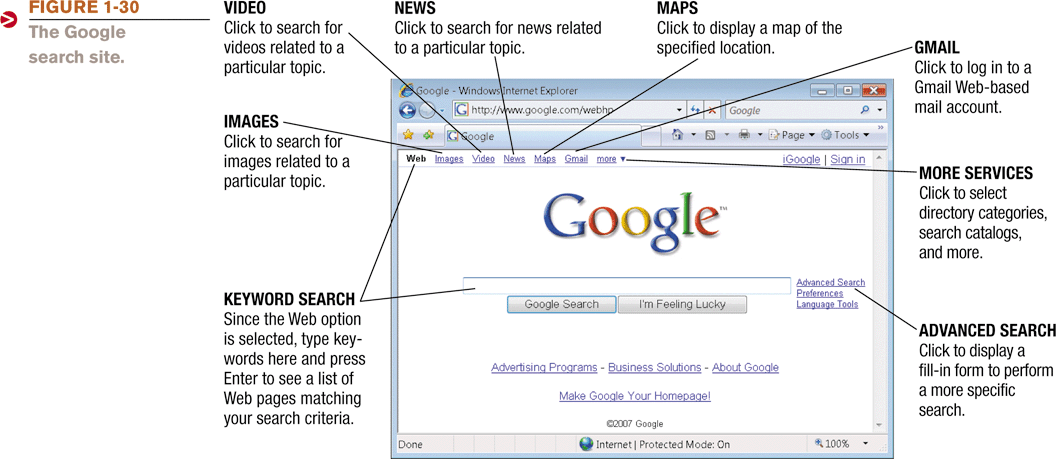 FIGURE 1-30
The Google
search site.
VIDEO
Click to search for
videos related to a
particular topic.
NEWS
Click to search for news related
to a particular topic.
MAPS
Click to display a map of the
specified location.
GMAIL
Click to log in to a
Gmail Web-based
mail account.
IMAGES
Click to search for
images related to a
particular topic.
MORE SERVICES
Click to select
directory categories,
search catalogs,
and more.
KEYWORD SEARCH
Since the Web option
is selected, type key-
words here and press
Enter to see a list of
Web pages matching
your search criteria.
ADVANCED SEARCH
Click to display a
fill-in form to perform
a more specific
search.
Google - Windows Internet Explorer
G http://www.google.com/webhp Google
G Google Page Tools
Web Images Video News Maps Gmail more iGoogle | Sign in
Google™
Advanced Search
Preferences
Language Tools
Google Search I'm Feeling Lucky
Advertising Programs - Business Solutions - About Google
Make Google Your Homepage!
©2007 Google
Done Internet | Protected Mode: On 100%